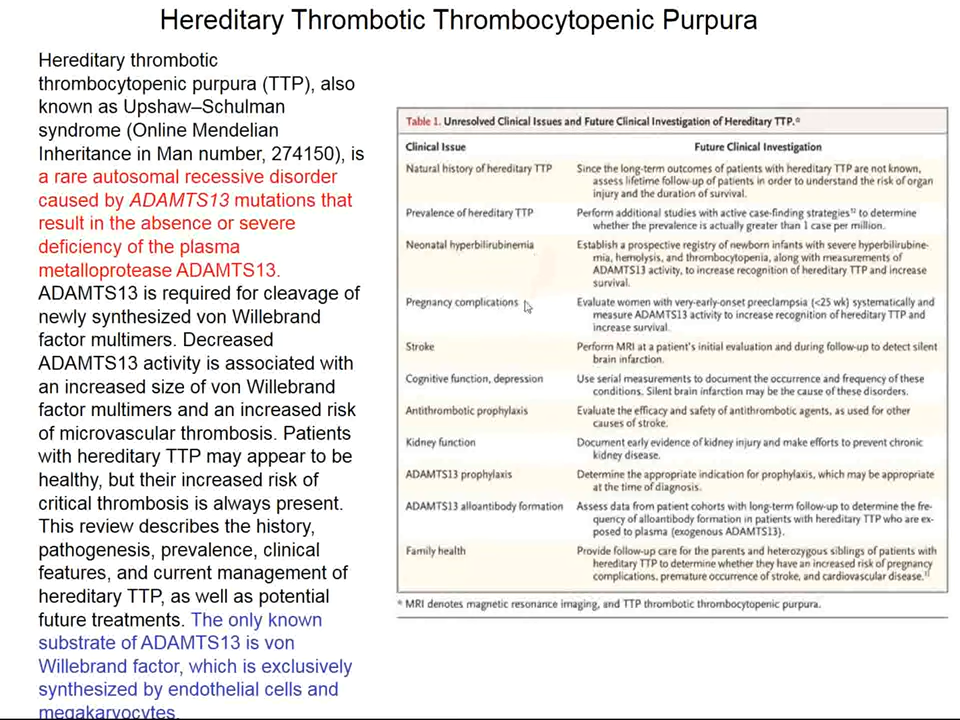 Hereditary Thrombotic Thrombocytopenic Purpura
Hereditary thrombotic
thrombocytopenic purpura (TTP), also
known as Upshaw–Schulman
syndrome (Online Mendelian
Inheritance in Man number, 274150), is
a rare autosomal recessive disorder
caused by ADAMTS13 mutations that
result in the absence or severe
deficiency of the plasma
metalloprotease ADAMTS13.
ADAMTS13 is required for cleavage of
newly synthesized von Willebrand
factor multimers. Decreased
ADAMTS13 activity is associated with
an increased size of von Willebrand
factor multimers and an increased risk
of microvascular thrombosis. Patients
with hereditary TTP may appear to be
healthy, but their increased risk of
critical thrombosis is always present.
This review describes the history,
pathogenesis, prevalence, clinical
features, and current management of
hereditary TTP, as well as potential
future treatments. The only known
substrate of ADAMTS13 is von
Willebrand factor, which is exclusively
synthesized by endothelial cells and
megakaryocytes.
Table 1. Unresolved Clinical Issues and Future Clinical Investigation of Hereditary TTP.*
Clinical Issue Future Clinical Investigation
Natural history of hereditary TTP Since the long-term outcomes of patients with hereditary TTP are not known,
assess lifetime follow-up of patients in order to understand the risk of organ
injury and the duration of survival.
Prevalence of hereditary TTP Perform additional studies with active case-finding strategies12 to determine
whether the prevalence is actually greater than 1 case per million.
Neonatal hyperbilirubinemia Establish a prospective registry of newborn infants with severe hyperbilirubine-
mia, hemolysis, and thrombocytopenia, along with measurements of
ADAMTS13 activity, to increase recognition of hereditary TTP and increase
survival.
Pregnancy complications Evaluate women with very-early-onset preeclampsia (<25 wk) systematically and
measure ADAMTS13 activity to increase recognition of hereditary TTP and
increase survival.
Stroke Perform MRI at a patient's initial evaluation and during follow-up to detect silent
brain infarction.
Cognitive function, depression Use serial measurements to document the occurrence and frequency of these
conditions. Silent brain infarction may be the cause of these disorders.
Antithrombotic prophylaxis Evaluate the efficacy and safety of antithrombotic agents, as used for other
causes of stroke.
Kidney function Document early evidence of kidney injury and make efforts to prevent chronic
kidney disease.
ADAMTS13 prophylaxis Determine the appropriate indication for prophylaxis, which may be appropriate
at the time of diagnosis.
ADAMTS13 alloantibody formation Assess data from patient cohorts with long-term follow-up to determine the fre-
quency of alloantibody formation in patients with hereditary TTP who are ex-
posed to plasma (exogenous ADAMTS13).
Family health Provide follow-up care for the parents and heterozygous siblings of patients with
hereditary TTP to determine whether they have an increased risk of pregnancy
complications, premature occurrence of stroke, and cardiovascular disease.
* MRI denotes magnetic resonance imaging, and TTP thrombotic thrombocytopenic purpura.